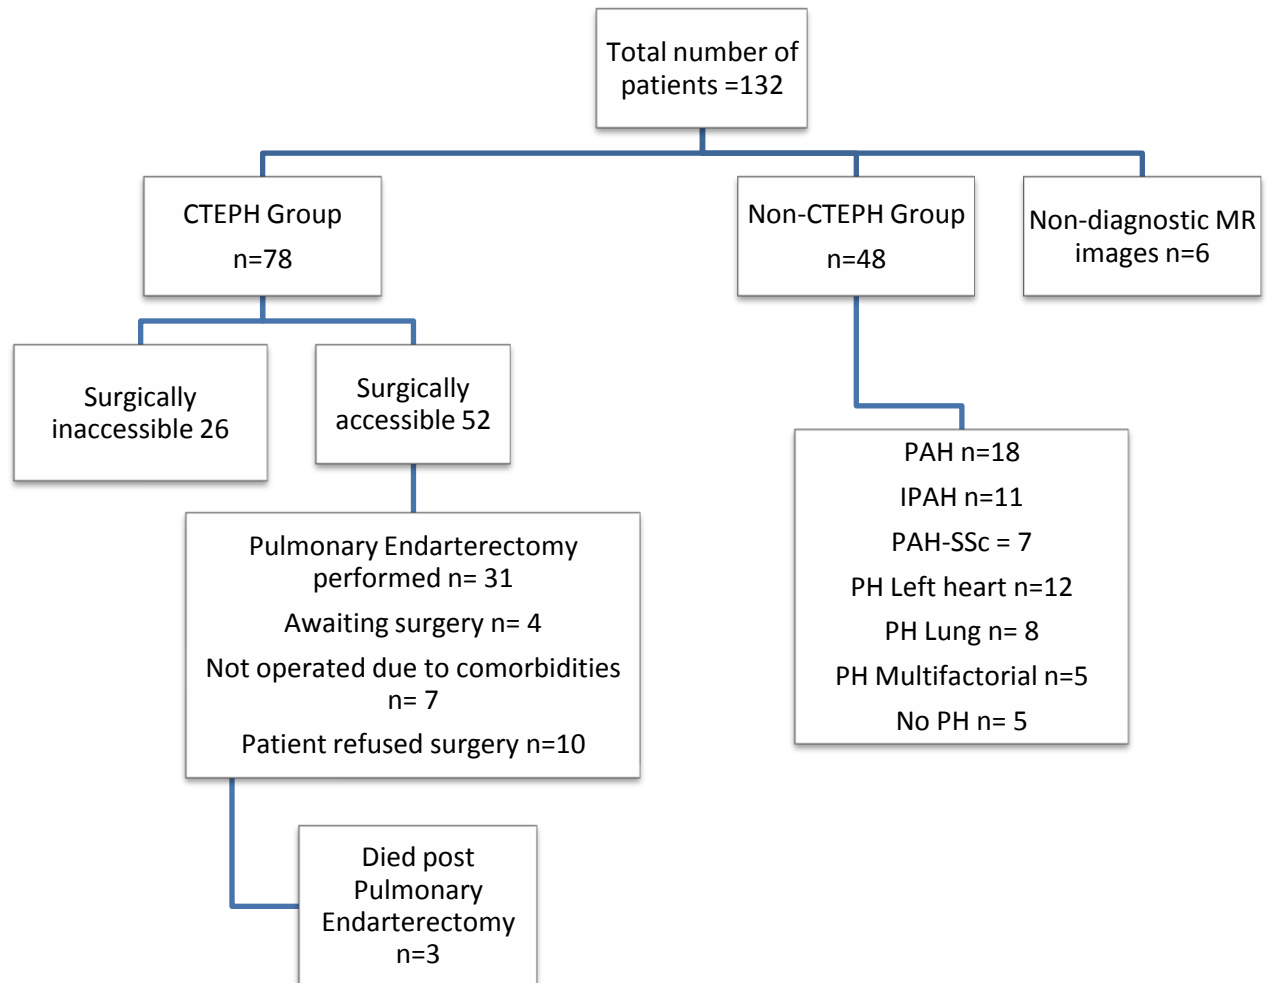 Total number of
patients =132
CTEPH Group
n=78
Non-CTEPH Group
n=48
Non-diagnostic MR
images n=6
Surgically
inaccessible 26
Surgically
accessible 52
Pulmonary Endarterectomy
performed n= 31
Awaiting surgery n= 4
Not operated due to comorbidities
n= 7
Patient refused surgery n=10
PAH n=18
IPAH n=11
PAH-SSc = 7
PH Left heart n=12
PH Lung n= 8
PH Multifactorial n=5
No PH n= 5
Died post
Pulmonary
Endarterectomy
n=3